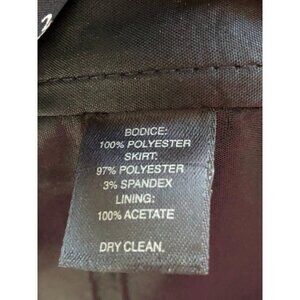 BODICE:
100% POLYESTER
SKIRT:
97% POLYESTER
3% SPANDEX
LINING:
100% ACETATE
DRY CLEAN.